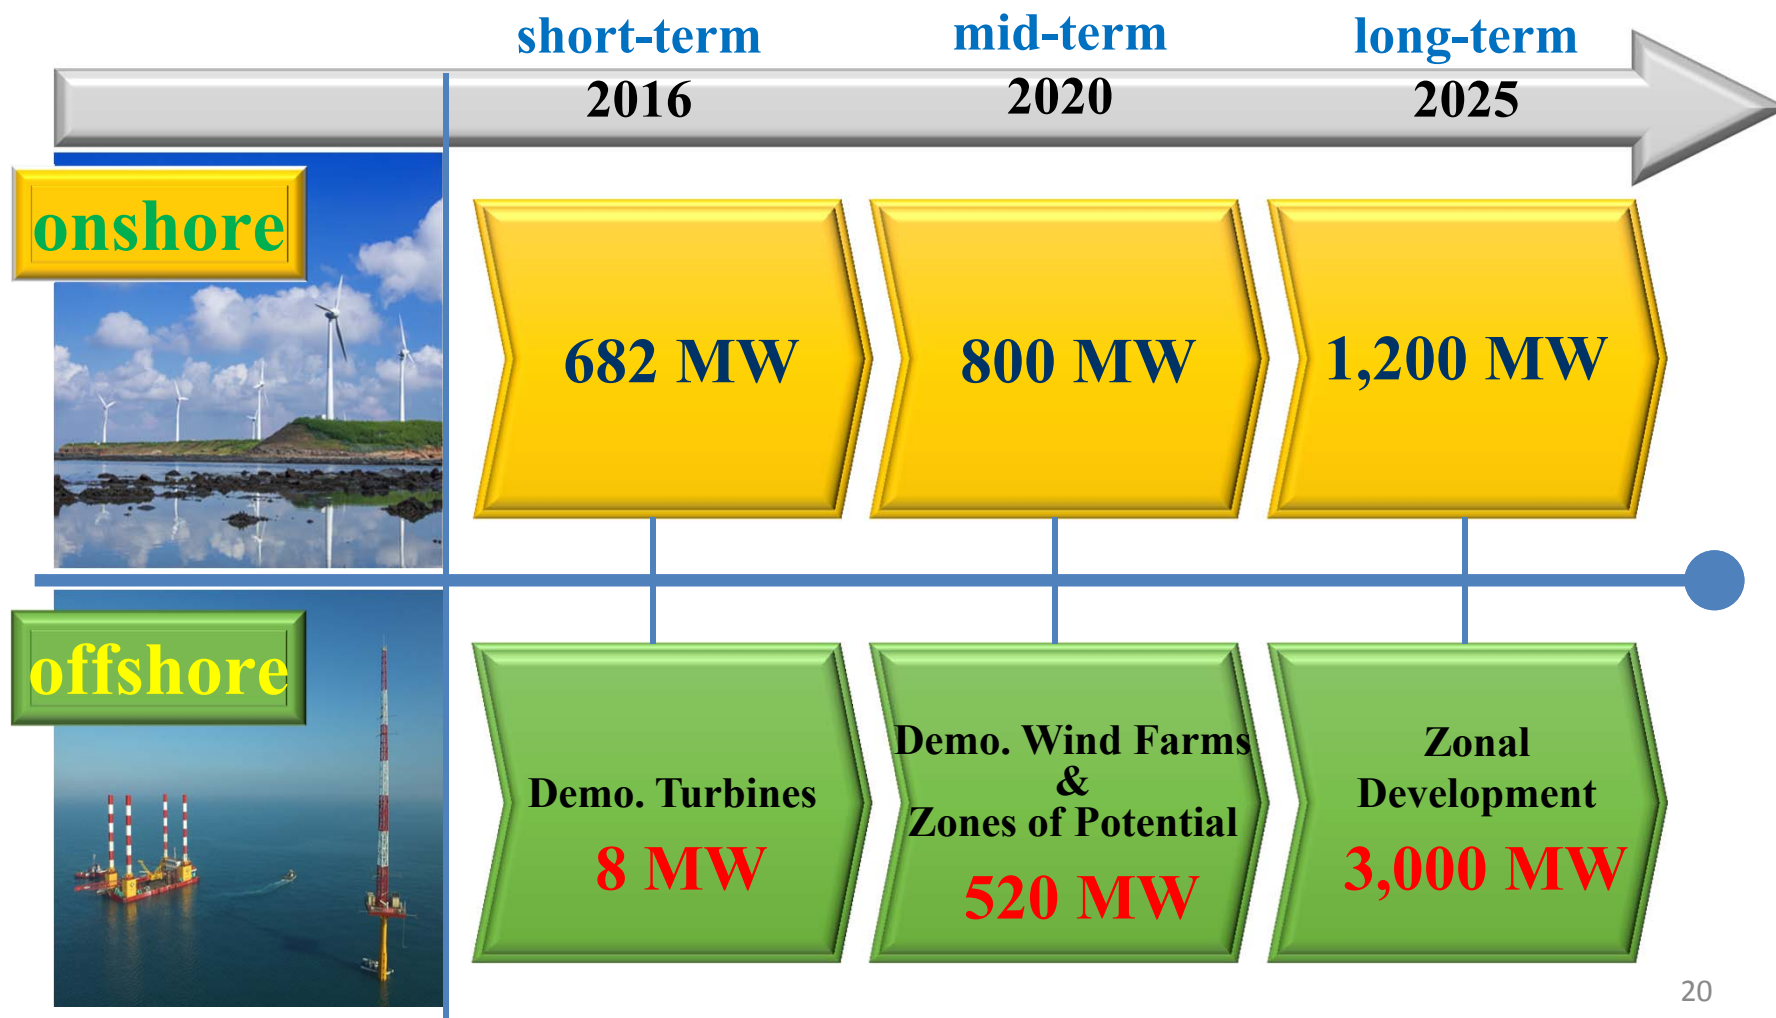 short-term
mid-term
long-term
2016
2020
2025
onshore
682 MW
800 MW
1,200 MW
offshore
Demo. Turbines
8 MW
Demo. Wind Farms
&
Zones of Potential
520 MW
Zonal
Development
3,000 MW
20